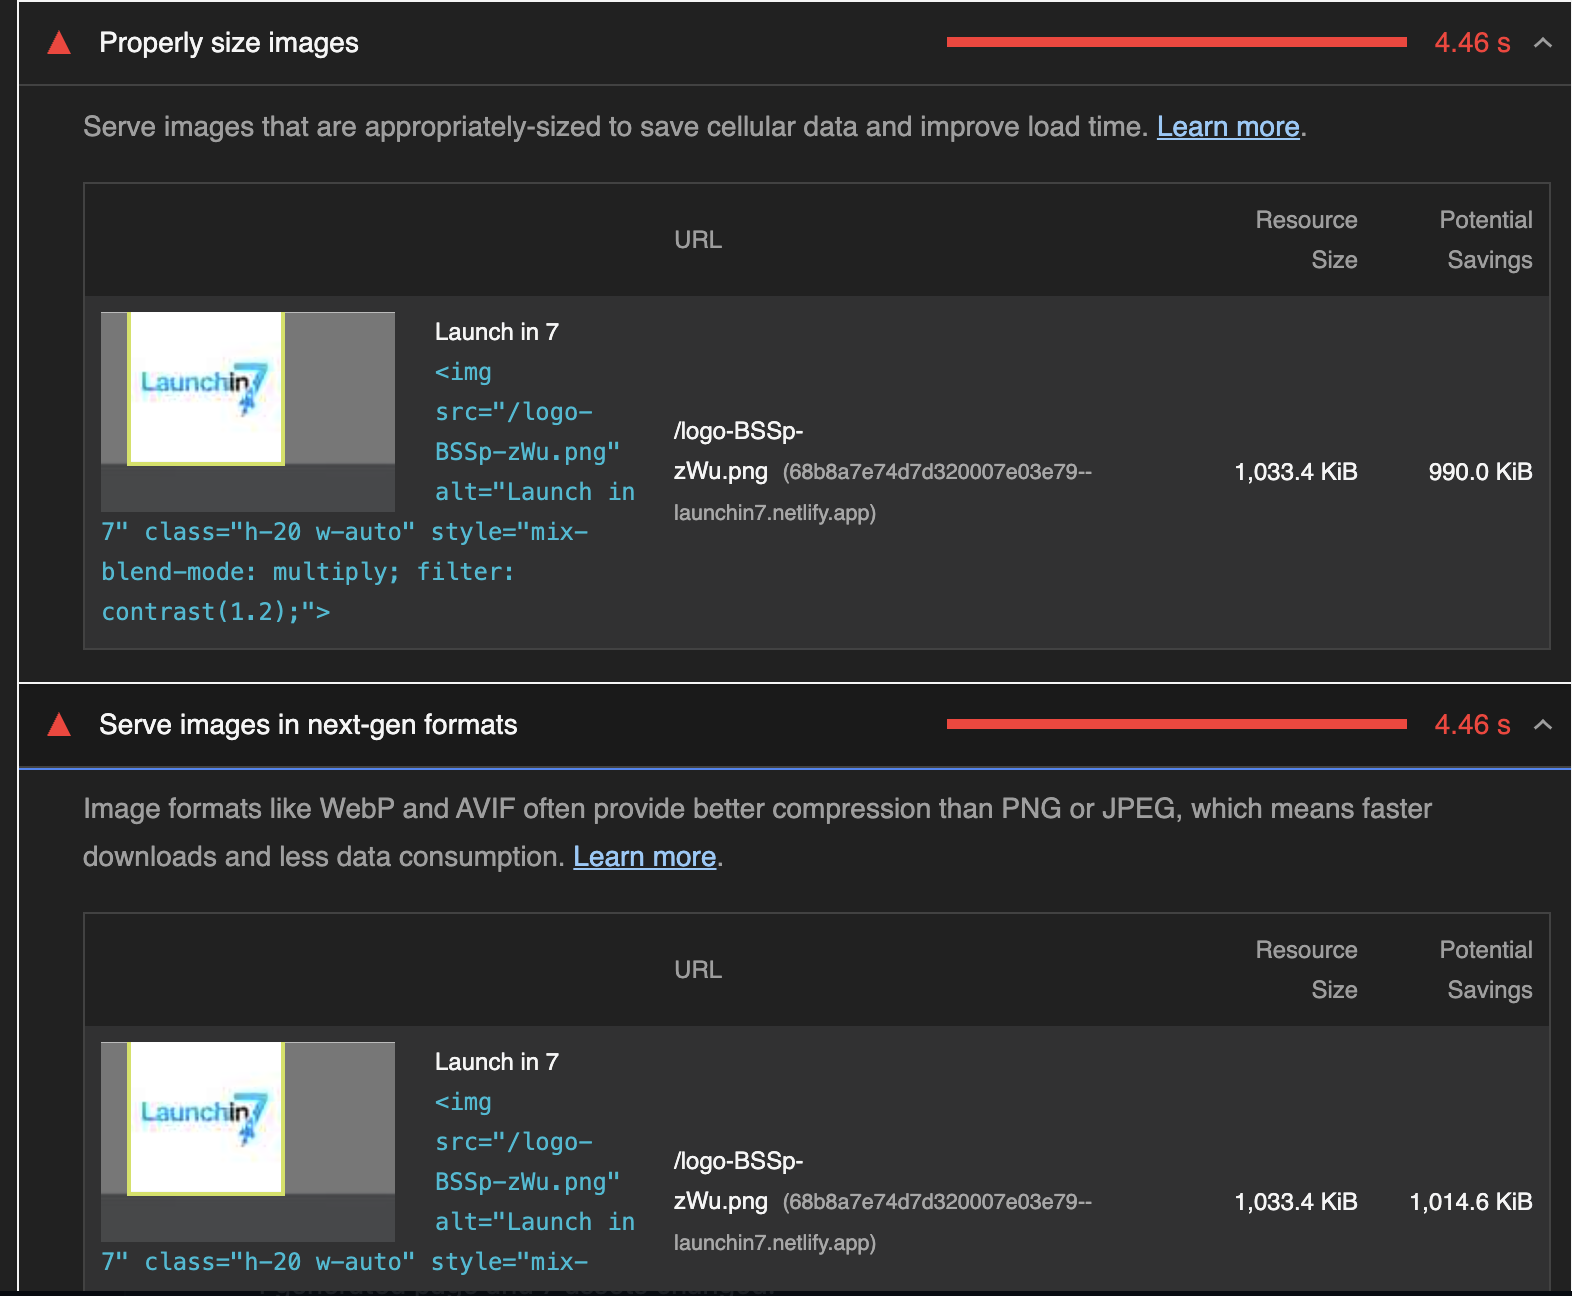 Properly size images
4.46 s
Serve images that are appropriately-sized to save cellular data and improve load time. Learn more.
URL
Resource
Size
Potential
Savings
Launchin7
Launch in 7
<img
src="/logo-
BSSp-zWu.png"
alt="Launch in
7" class="h-20 w-auto" style="mix-
blend-mode: multiply; filter:
contrast(1.2);">
/logo-BSSp-
zWu.png (68b8a7e74d7d320007e03e79--
launchin7.netlify.app)
1,033.4 KiB
990.0 KiB
Serve images in next-gen formats
4.46 s
Image formats like WebP and AVIF often provide better compression than PNG or JPEG, which means faster
downloads and less data consumption. Learn more.
URL
Resource
Size
Potential
Savings
Launchin7
Launch in 7
<img
src="/logo-
BSSp-zWu.png"
alt="Launch in
7" class="h-20 w-auto" style="mix-
/logo-BSSp-
zWu.png (68b8a7e74d7d320007e03e79--
launchin7.netlify.app)
1,033.4 KiB
1,014.6 KiB